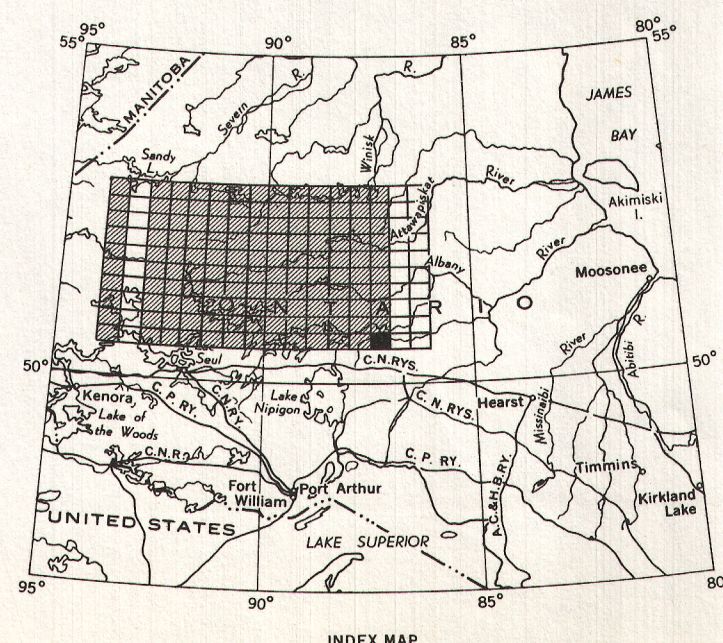 95°
90°
85°
80°
55°
55°
MANITOBA
Severn
R.
R.
JAMES
BAY
Sandy
L.
Winisk
Attawapiskat
River
Akimiski
I.
Albany
River
Moosonee
O N T A R I O
Seul
C.N.RYS.
River
Abitibi
R.
50°
50°
Kenora
C.P.RY.
C.N.RY.
Lake
Nipigon
C.N.RYS.
Hearst
Missinaibi
Lake of
the Woods
C.N.R.
C.P.RY.
Timmins
Fort
William
Port Arthur
A.C.&H.B.RY.
Kirkland
Lake
UNITED STATES
LAKE SUPERIOR
95°
90°
85°
80
INDEX MAP